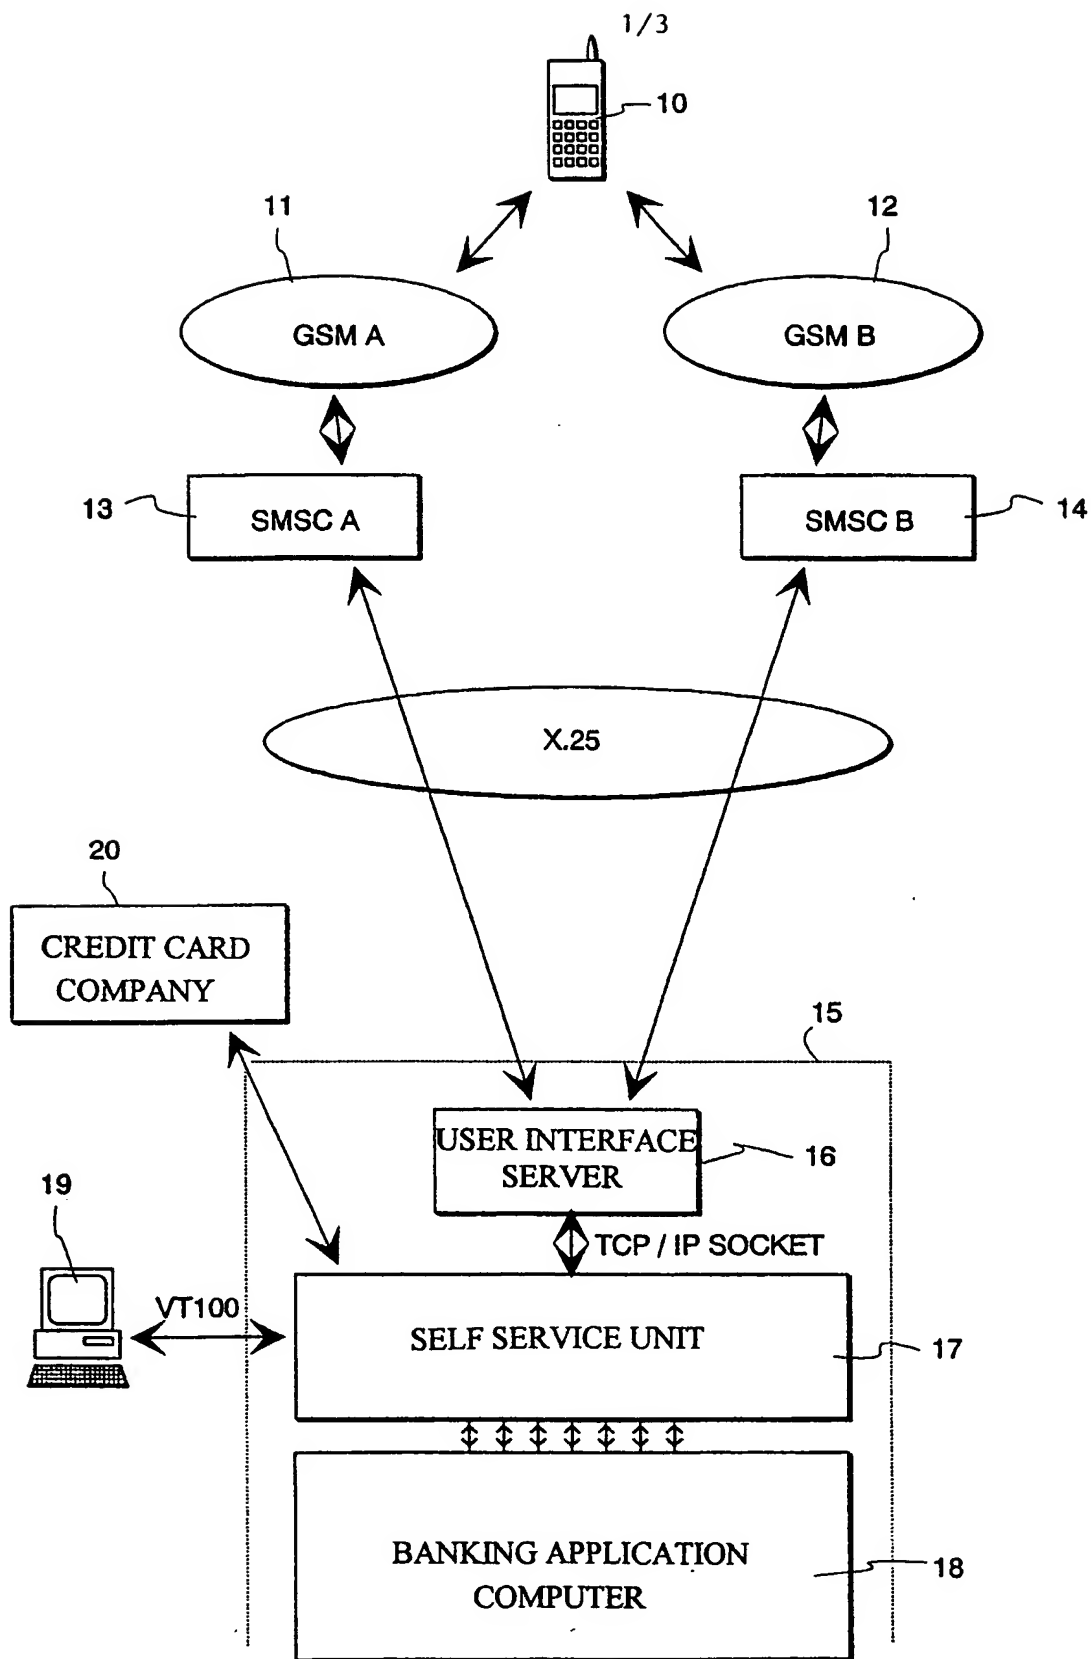 1/3
10
11
12
GSM A
GSM B
13
SMSC A
SMSC B
14
X.25
20
CREDIT CARD
COMPANY
15
USER INTERFACE
SERVER
16
19
TCP / IP SOCKET
VT100
SELF SERVICE UNIT
17
BANKING APPLICATION
COMPUTER
18